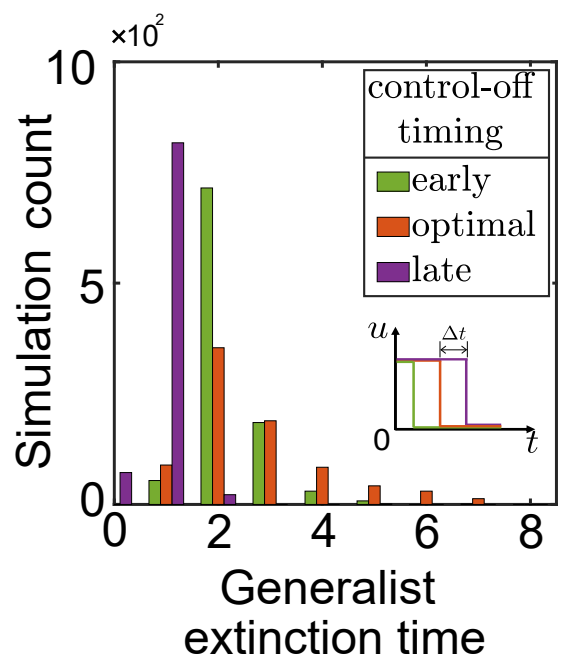 ×10²
10
5
0
Simulation count
control-off
timing
early
optimal
late
u
Δt
0
t
0
2
4
6
8
Generalist
extinction time